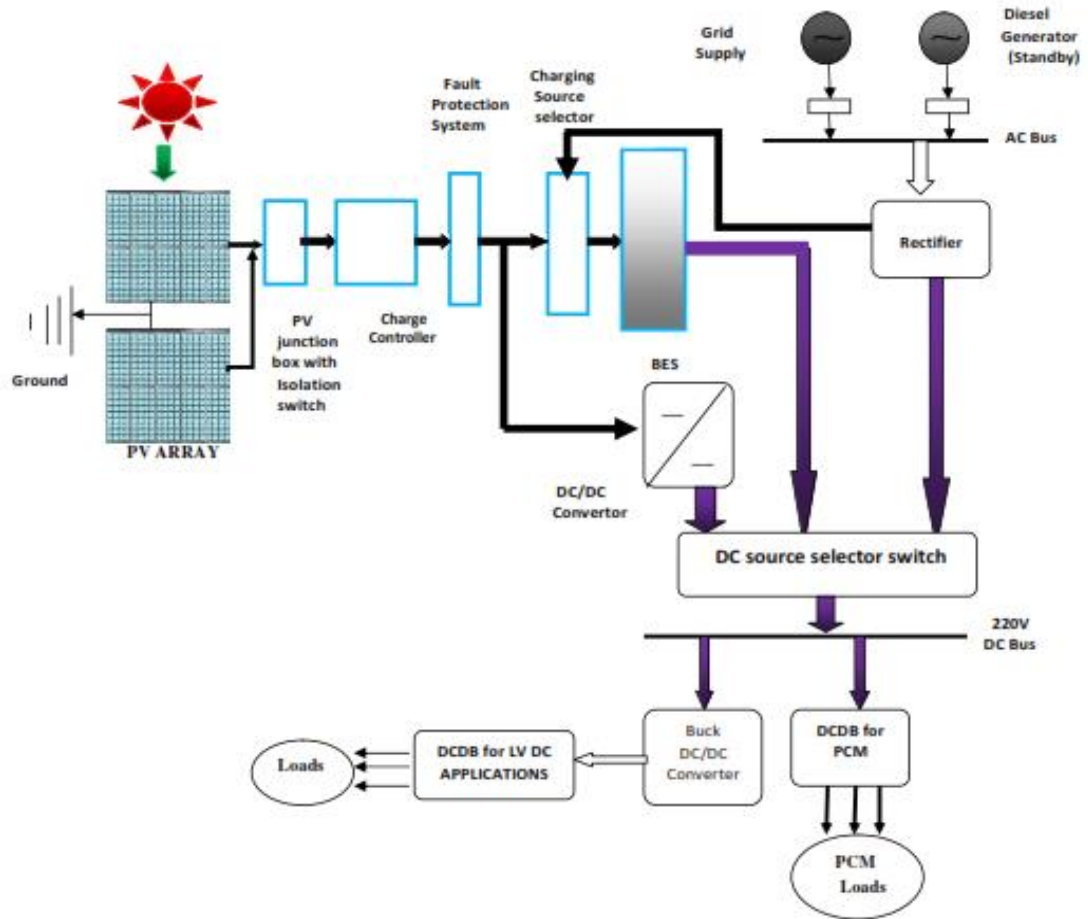 Grid
Supply
Diesel
Generator
(Standby)
Fault
Protection
System
Charging
Source
selector
AC Bus
Rectifier
PV
junction
box with
Isolation
switch
Charge
Controller
Ground
PV ARRAY
BES
DC/DC
Convertor
DC source selector switch
220V
DC Bus
Loads
DCDB for LV DC
APPLICATIONS
Buck
DC/DC
Converter
DCDB for
PCM
PCM
Loads